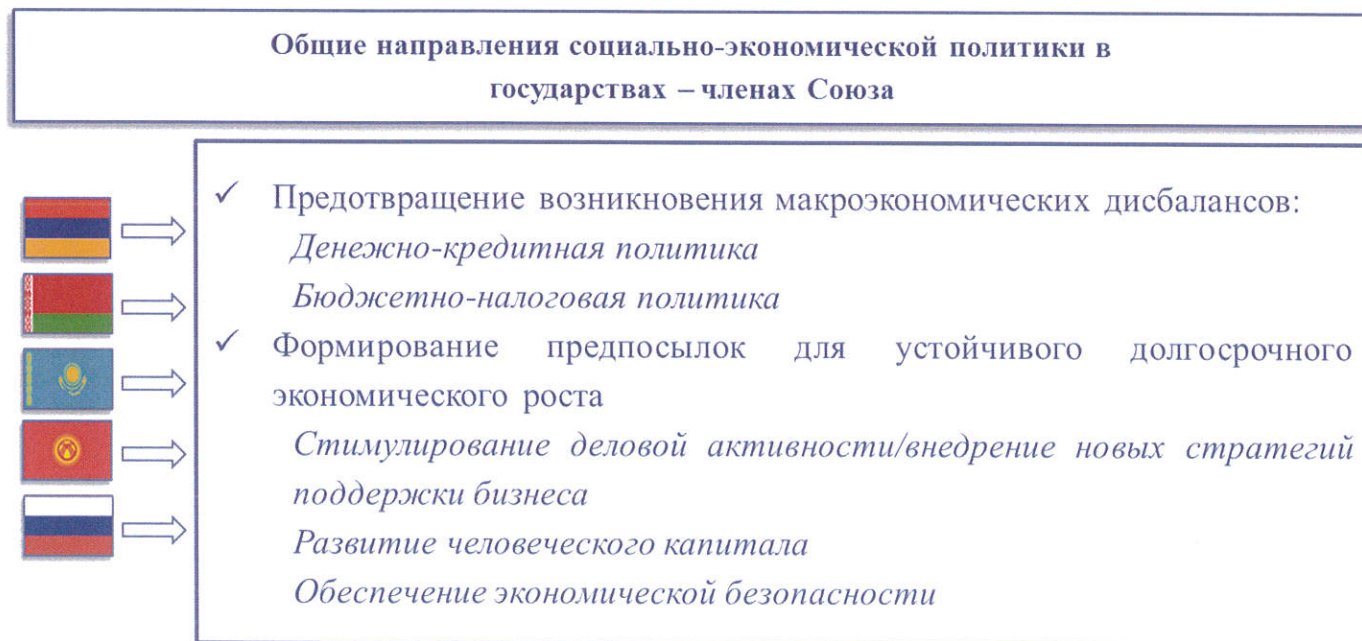 Общие направления социально-экономической политики в
государствах – членах Союза
✓ Предотвращение возникновения макроэкономических дисбалансов:
Денежно-кредитная политика
Бюджетно-налоговая политика
✓ Формирование предпосылок для устойчивого долгосрочного
экономического роста
Стимулирование деловой активности/внедрение новых стратегий
поддержки бизнеса
Развитие человеческого капитала
Обеспечение экономической безопасности